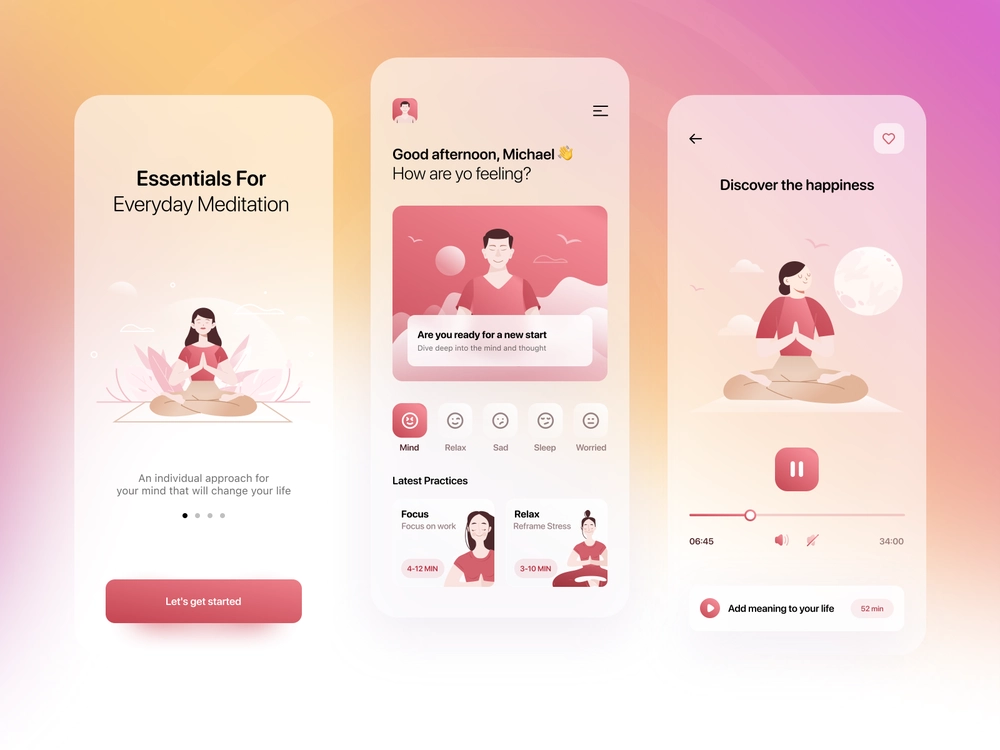 Essentials For
Everyday Meditation
An individual approach for
your mind that will change your life
Let's get started
Good afternoon, Michael 👋
How are yo feeling?
Are you ready for a new start
Dive deep into the mind and thought
Mind
Relax
Sad
Sleep
Worried
Latest Practices
Focus
Focus on work
4-12 MIN
Relax
Reframe Stress
3-10 MIN
Discover the happiness
06:45
34:00
Add meaning to your life
52 min